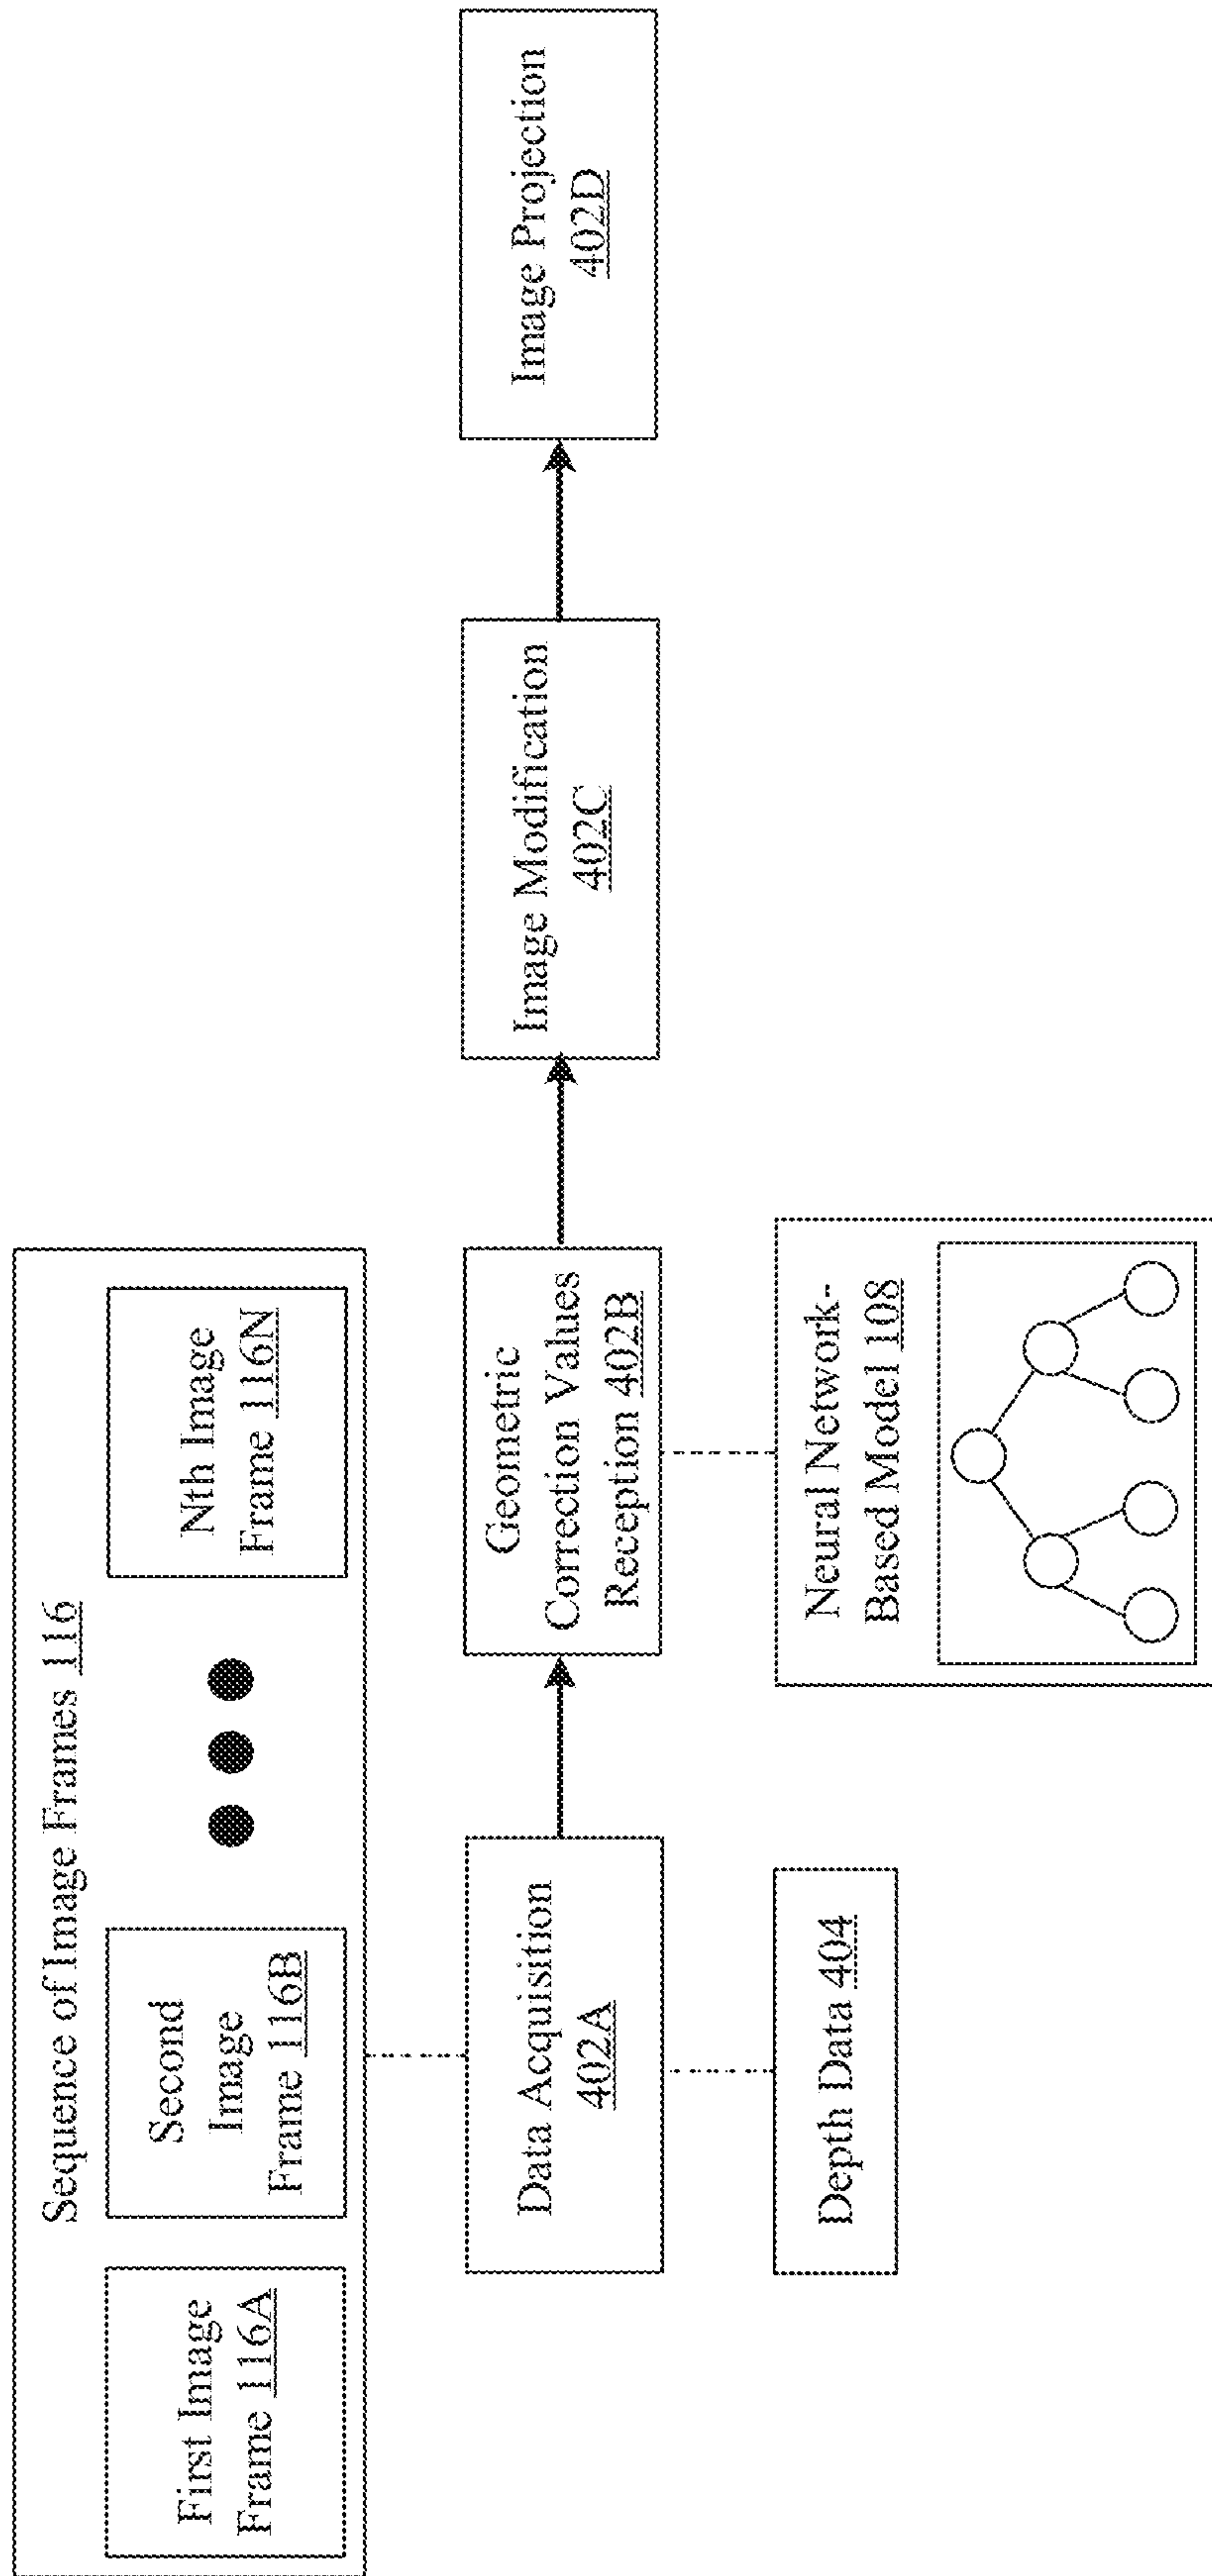 Sequence of Image Frames 116
First Image
Frame 116A
Second
Image
Frame 116B
Nth Image
Frame 116N
Data Acquisition
402A
Geometric
Correction Values
Reception 402B
Image Modification
402C
Image Projection
402D
Depth Data 404
Neural Network-
Based Model 108